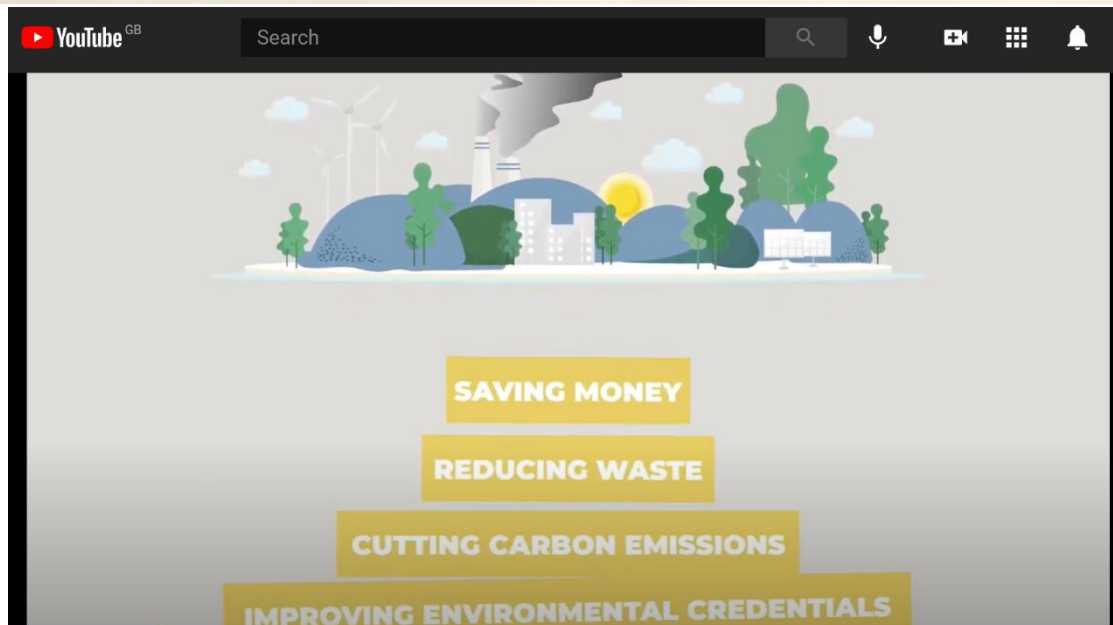 YouTube GB
Search
SAVING MONEY
REDUCING WASTE
CUTTING CARBON EMISSIONS
IMPROVING ENVIRONMENTAL CREDENTIALS